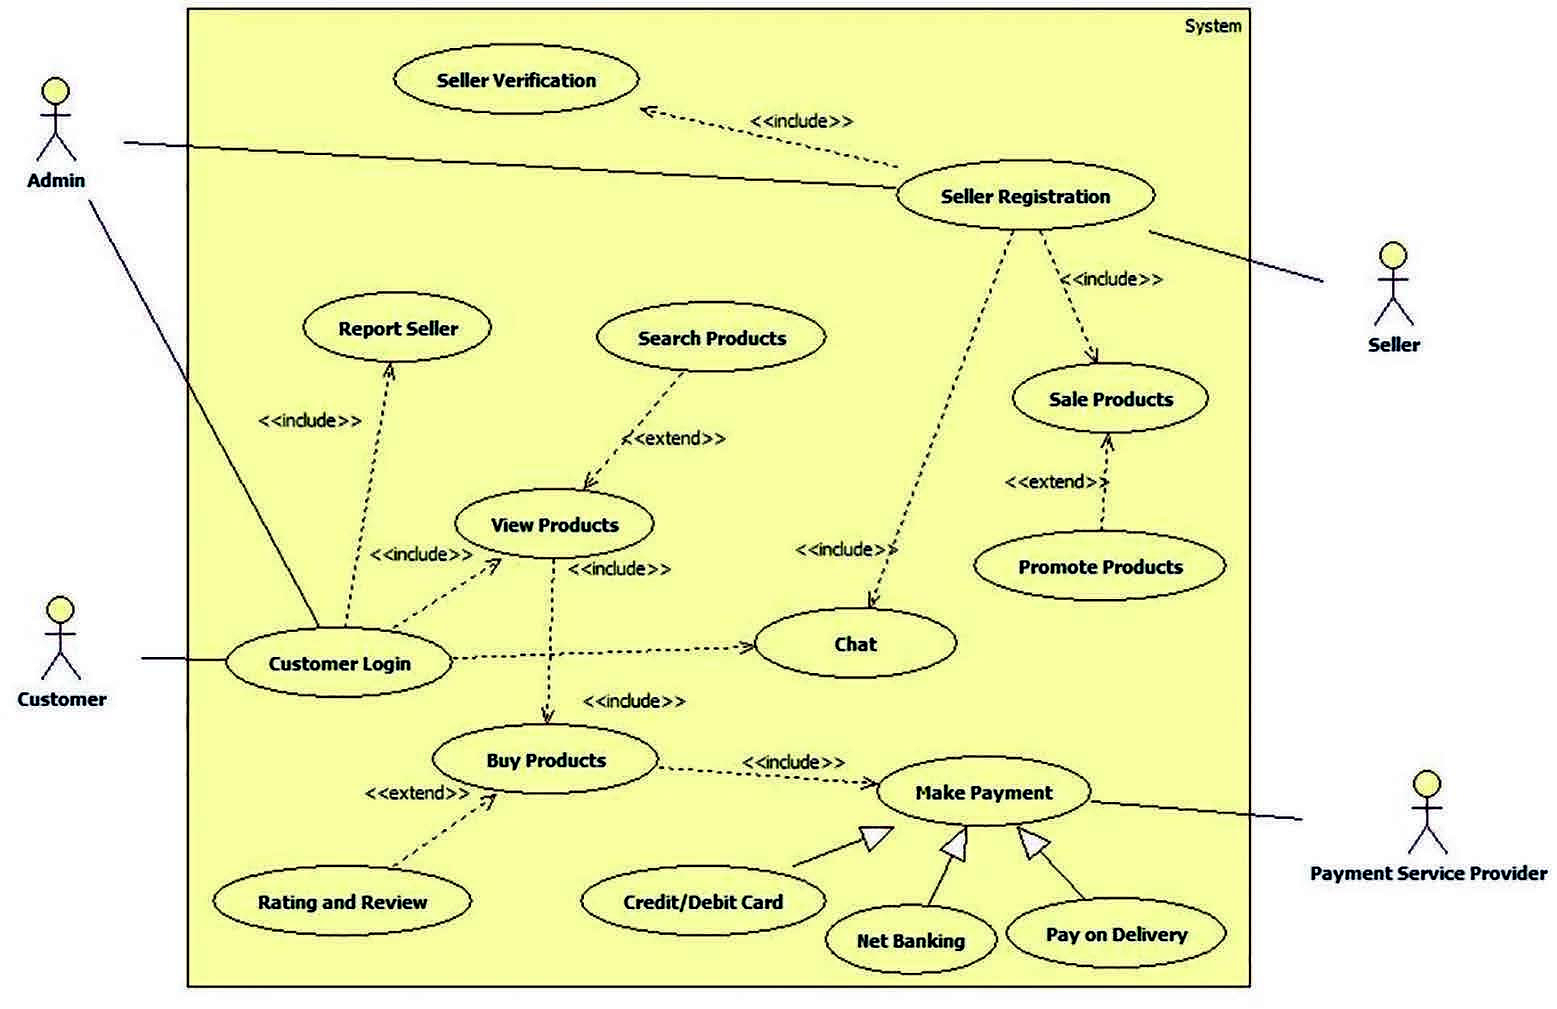 System
Seller Verification
<<include>>
Admin
Seller Registration
<<include>>
Seller
Report Seller
Search Products
Sale Products
<<include>>
<<extend>>
<<extend>>
View Products
<<include>>
<<include>>
<<include>>
Promote Products
Customer Login
Chat
Customer
<<include>>
Buy Products
<<include>>
<<extend>>
Make Payment
Payment Service Provider
Rating and Review
Credit/Debit Card
Net Banking
Pay on Delivery